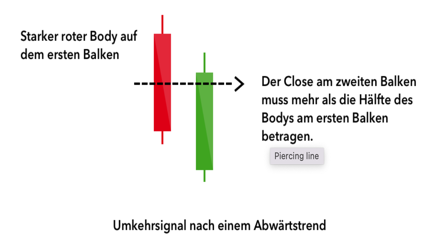 Starker roter Body auf
dem ersten Balken
Der Close am zweiten Balken
muss mehr als die Hälfte des
Bodys am ersten Balken
betragen.
Piercing line
Umkehrsignal nach einem Abwärtstrend